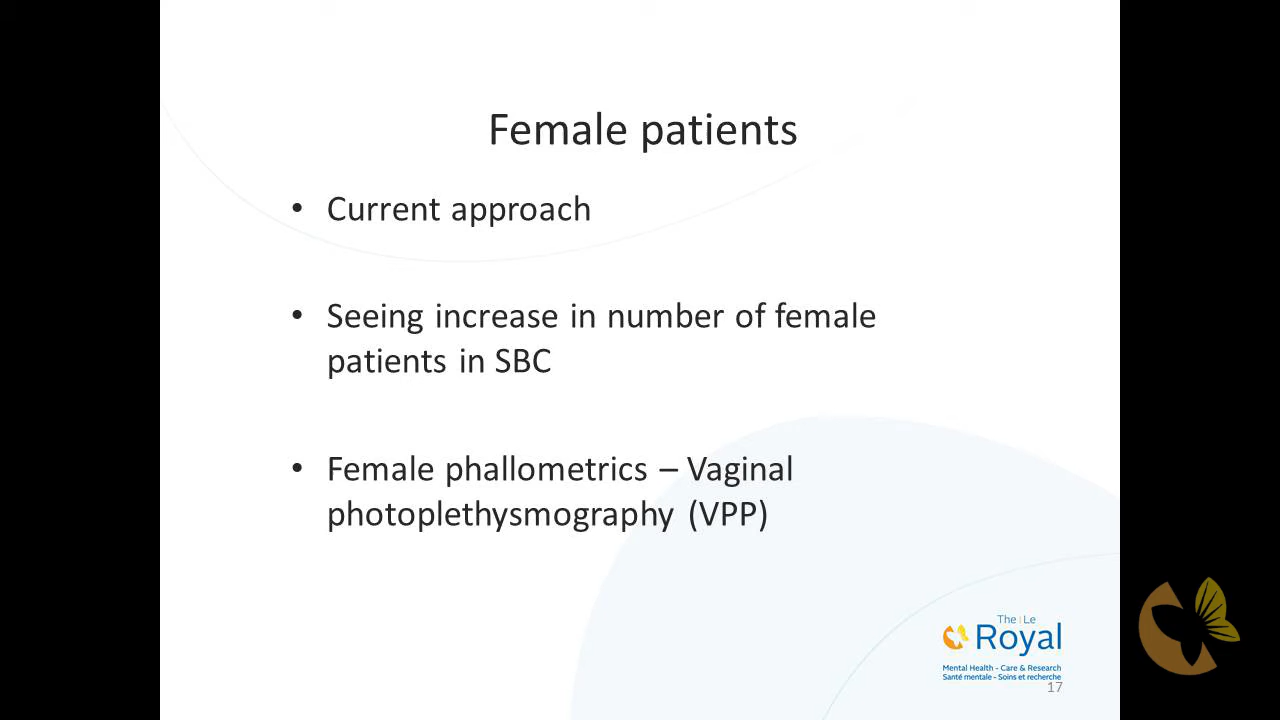 Female patients
• Current approach
• Seeing increase in number of female
patients in SBC
• Female phallometrics – Vaginal
photoplethysmography (VPP)
The | Le
Royal
Mental Health - Care & Research
Santé mentale - Soins et recherche
17